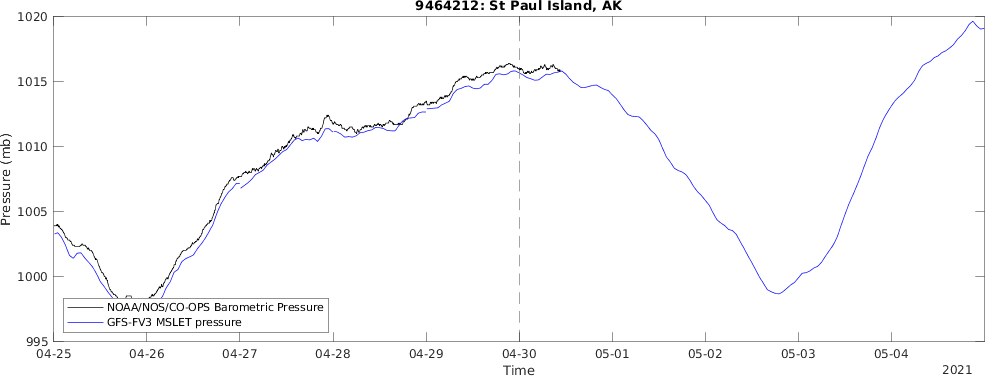 9464212: St Paul Island, AK
Pressure (mb)
1020
1015
1010
1005
1000
995
NOAA/NOS/CO-OPS Barometric Pressure
GFS-FV3 MSLET pressure
04-25 04-26 04-27 04-28 04-29 04-30 05-01 05-02 05-03 05-04
Time
2021